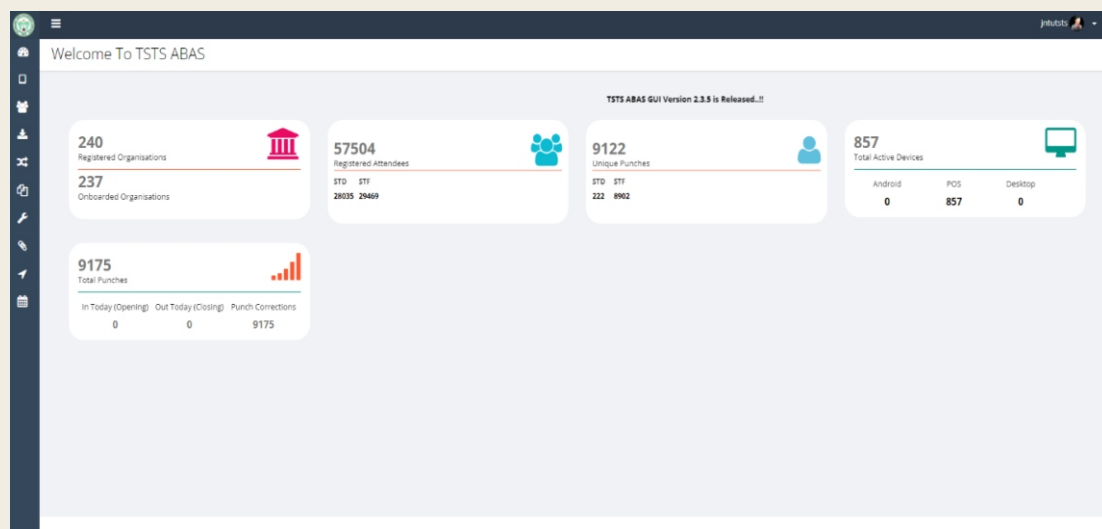 jntutsts
Welcome To TSTS ABAS
TSTS ABAS GUI Version 2.3.5 is Released..!!
240
Registered Organisations
237
Onboarded Organisations
57504
Registered Attendees
STD STF
28035 29469
9122
Unique Punches
STD STF
222 8902
857
Total Active Devices
Android POS Desktop
0 857 0
9175
Total Punches
In Today (Opening) Out Today (Closing) Punch Corrections
0 0 9175